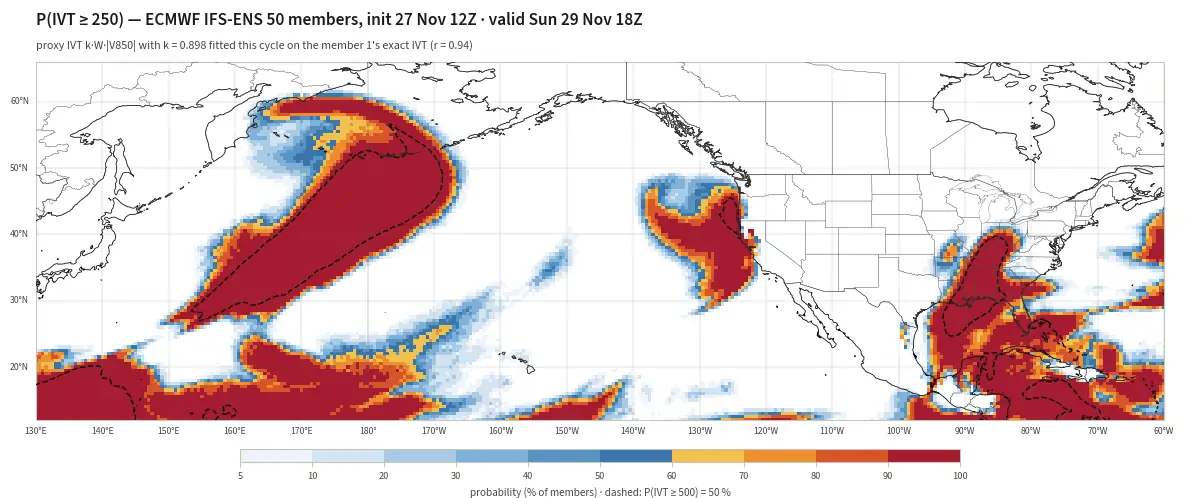 P(IVT ≥ 250) — ECMWF IFS-ENS 50 members, init 27 Nov 12Z · valid Sun 29 Nov 18Z
proxy IVT k·W·|V850| with k = 0.898 fitted this cycle on the member 1's exact IVT (r = 0.94)
60°N
50°N
40°N
30°N
20°N
130°E 140°E 150°E 160°E 170°E 180° 170°W 160°W 150°W 140°W 130°W 120°W 110°W 100°W 90°W 80°W 70°W 60°W
5 10 20 30 40 50 60 70 80 90 100
probability (% of members) · dashed: P(IVT ≥ 500) = 50 %